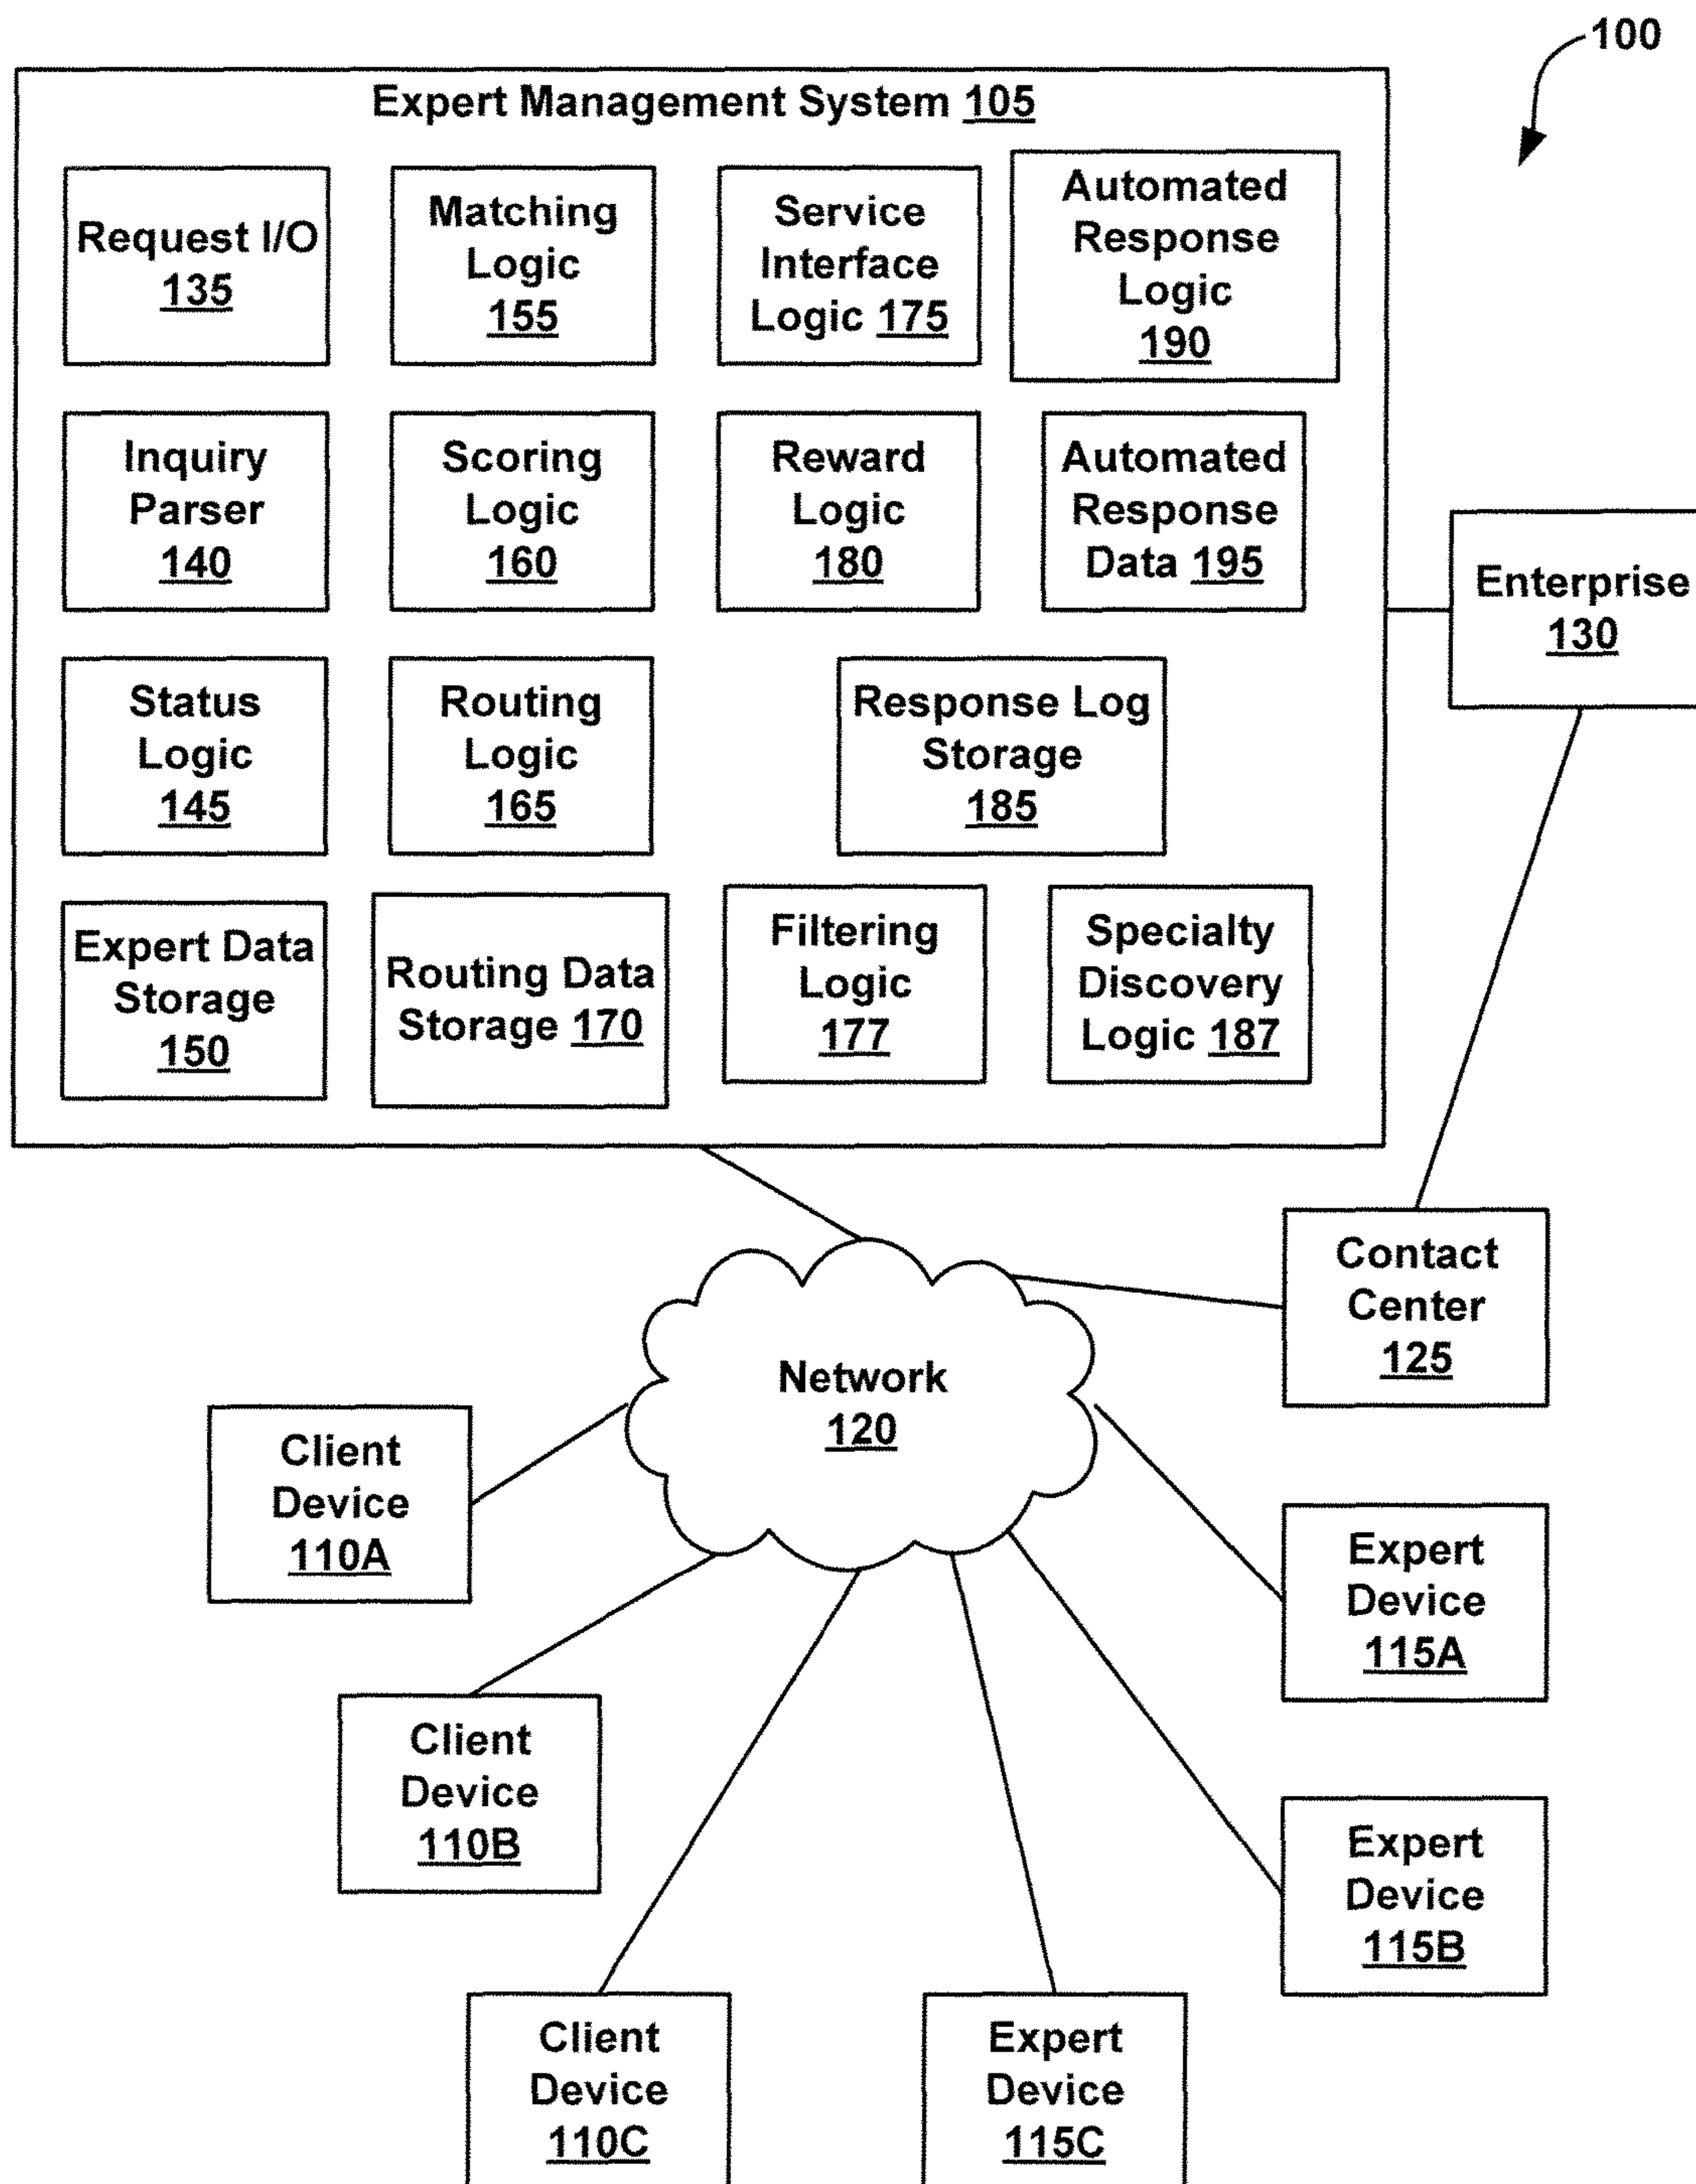 100
Expert Management System 105
Request I/O
135
Matching
Logic
155
Service
Interface
Logic 175
Automated
Response
Logic
190
Inquiry
Parser
140
Scoring
Logic
160
Reward
Logic
180
Automated
Response
Data 195
Enterprise
130
Status
Logic
145
Routing
Logic
165
Response Log
Storage
185
Expert Data
Storage
150
Routing Data
Storage 170
Filtering
Logic
177
Specialty
Discovery
Logic 187
Contact
Center
125
Network
120
Client
Device
110A
Expert
Device
115A
Client
Device
110B
Expert
Device
115B
Client
Device
110C
Expert
Device
115C